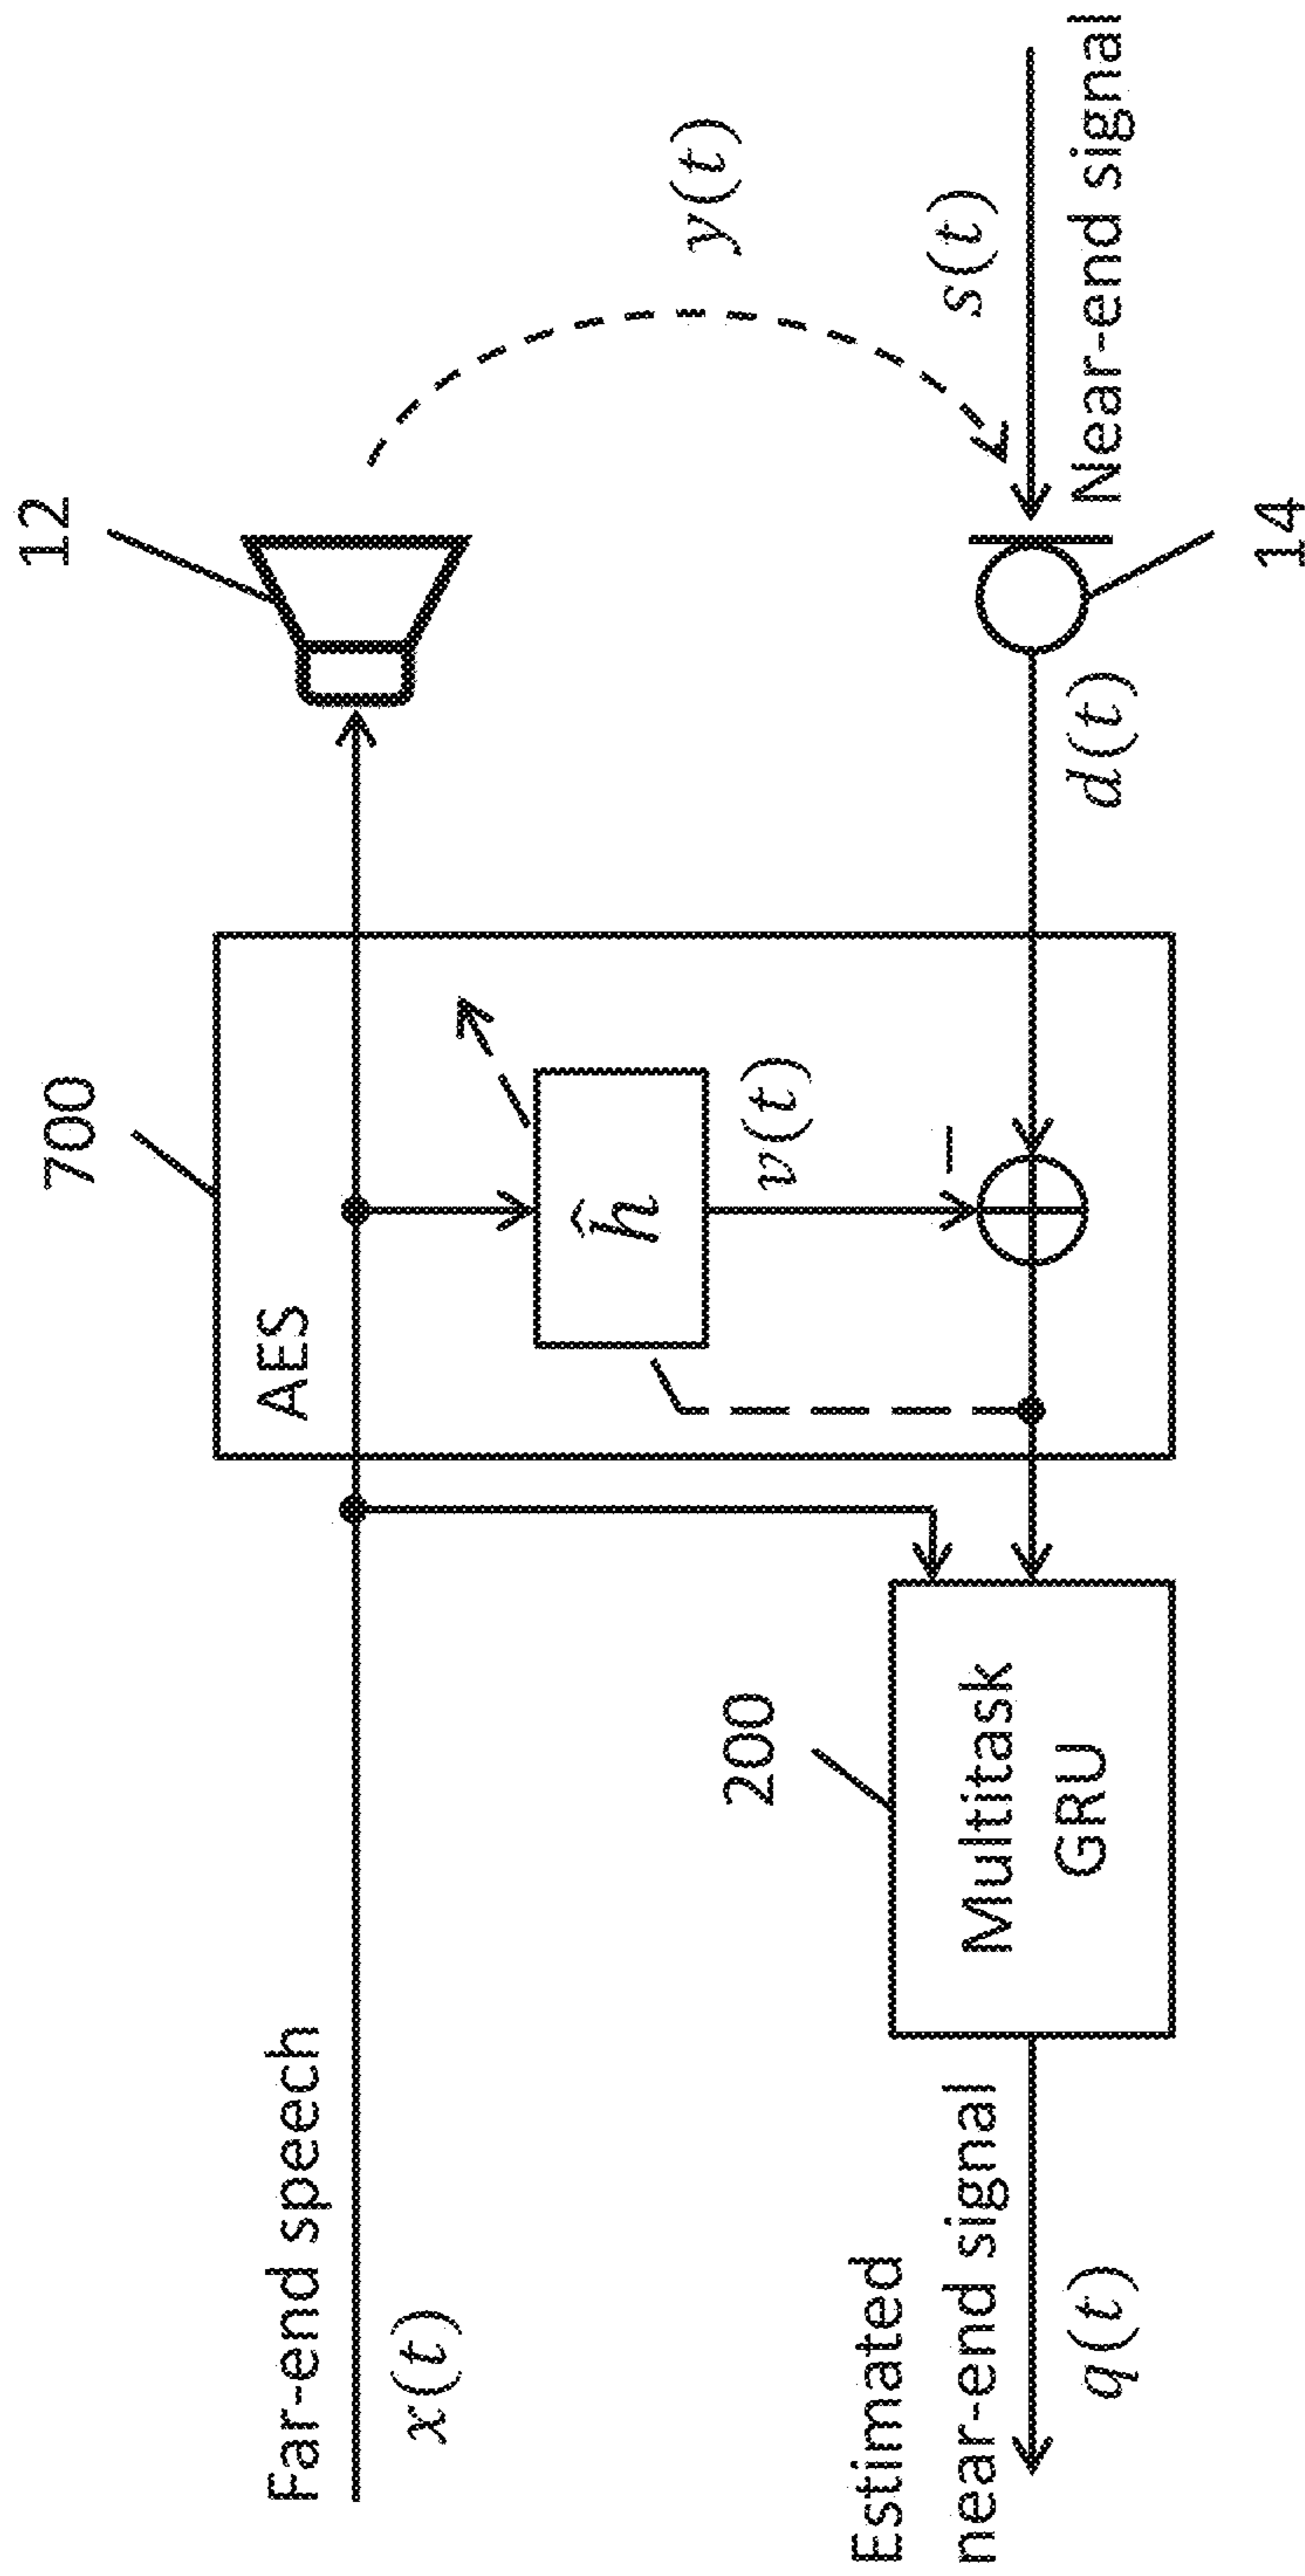 12
700
Far-end speech
AES
x(t)
y(t)
ĥ
v(t)
s(t)
200
Multitask
GRU
Estimated
near-end signal
q(t)
−
d(t)
Near-end signal
14